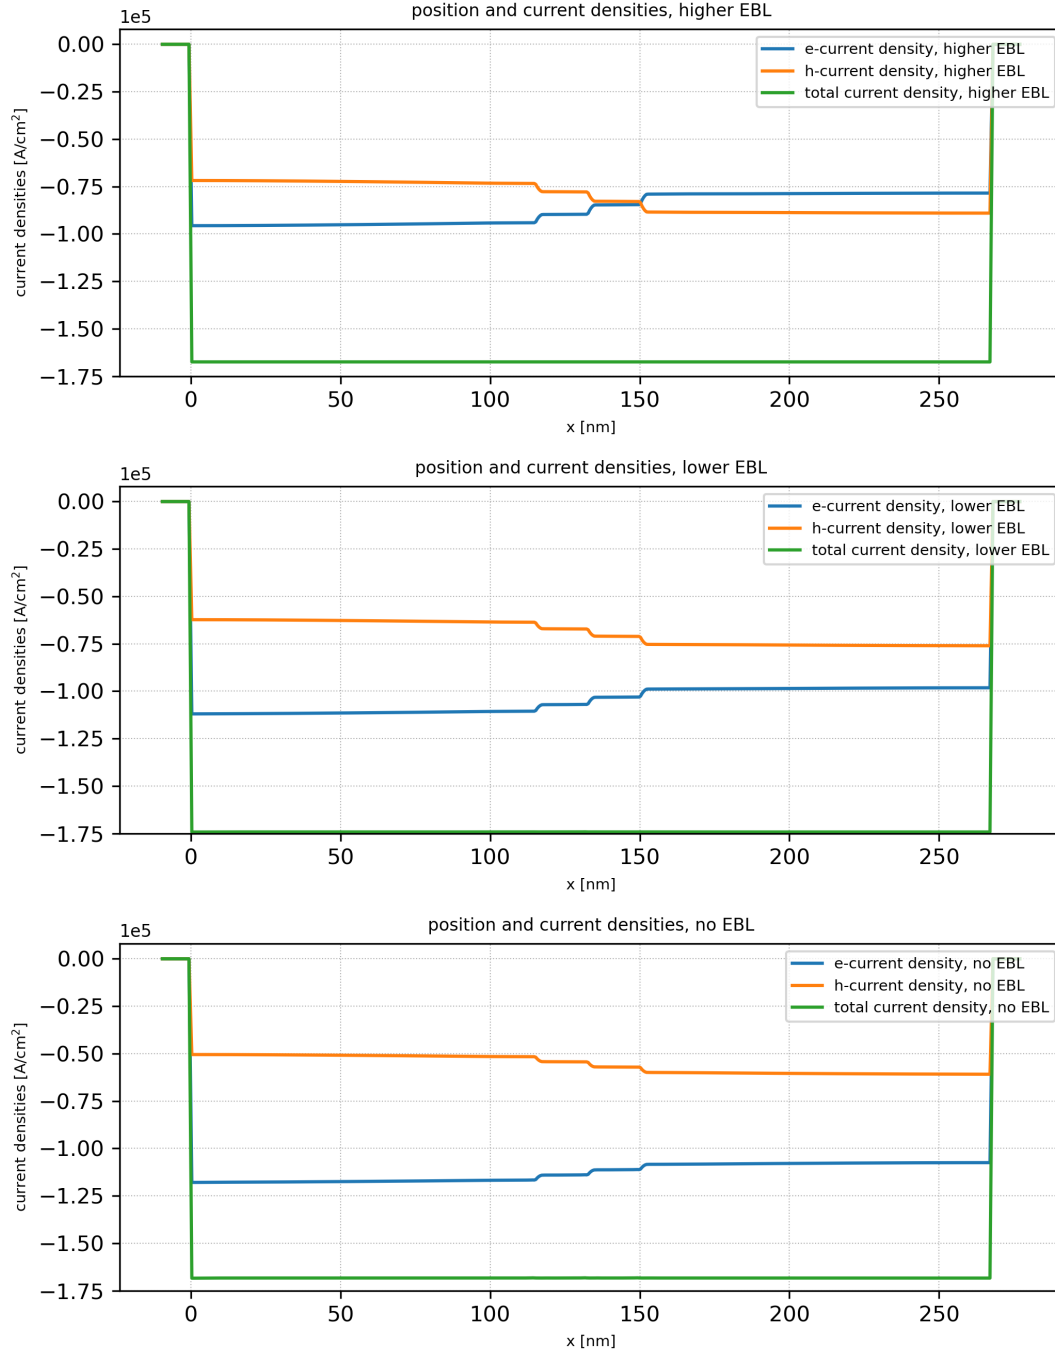 position and current densities, higher EBL
1e5
0.00
−0.25
−0.50
−0.75
−1.00
−1.25
−1.50
−1.75
current densities [A/cm²]
e-current density, higher EBL
h-current density, higher EBL
total current density, higher EBL
0 50 100 150 200 250
x [nm]
position and current densities, lower EBL
1e5
0.00
−0.25
−0.50
−0.75
−1.00
−1.25
−1.50
−1.75
current densities [A/cm²]
e-current density, lower EBL
h-current density, lower EBL
total current density, lower EBL
0 50 100 150 200 250
x [nm]
position and current densities, no EBL
1e5
0.00
−0.25
−0.50
−0.75
−1.00
−1.25
−1.50
−1.75
current densities [A/cm²]
e-current density, no EBL
h-current density, no EBL
total current density, no EBL
0 50 100 150 200 250
x [nm]